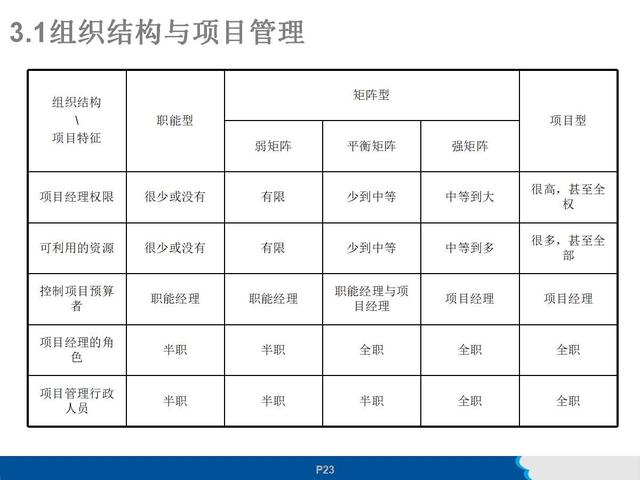 3.1组织结构与项目管理
组织结构
\
项目特征
职能型
矩阵型
项目型
弱矩阵
平衡矩阵
强矩阵
项目经理权限
很少或没有
有限
少到中等
中等到大
很高，甚至全
权
可利用的资源
很少或没有
有限
少到中等
中等到多
很多，甚至全
部
控制项目预算
者
职能经理
职能经理
职能经理与项
目经理
项目经理
项目经理
项目经理的角
色
半职
半职
全职
全职
全职
项目管理行政
人员
半职
半职
半职
全职
全职
P23